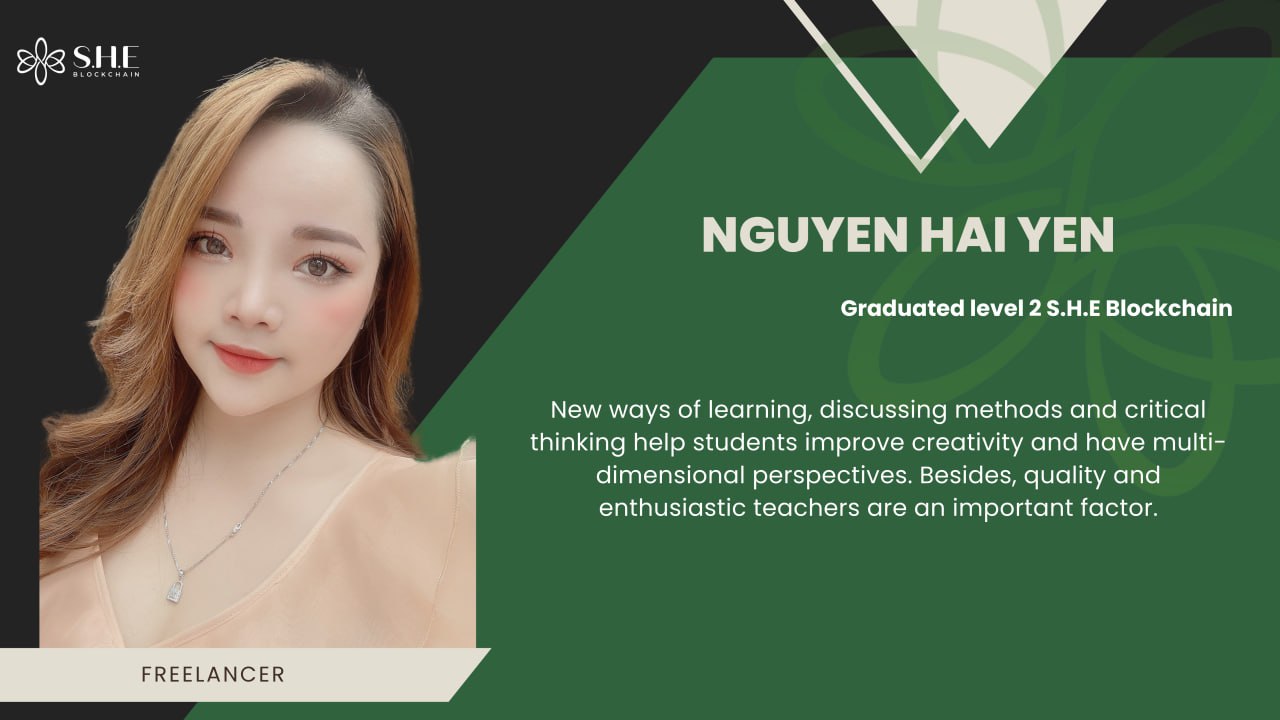 S.H.E
BLOCKCHAIN
NGUYEN HAI YEN
Graduated level 2 S.H.E Blockchain
New ways of learning, discussing methods and critical
thinking help students improve creativity and have multi-
dimensional perspectives. Besides, quality and
enthusiastic teachers are an important factor.
FREELANCER